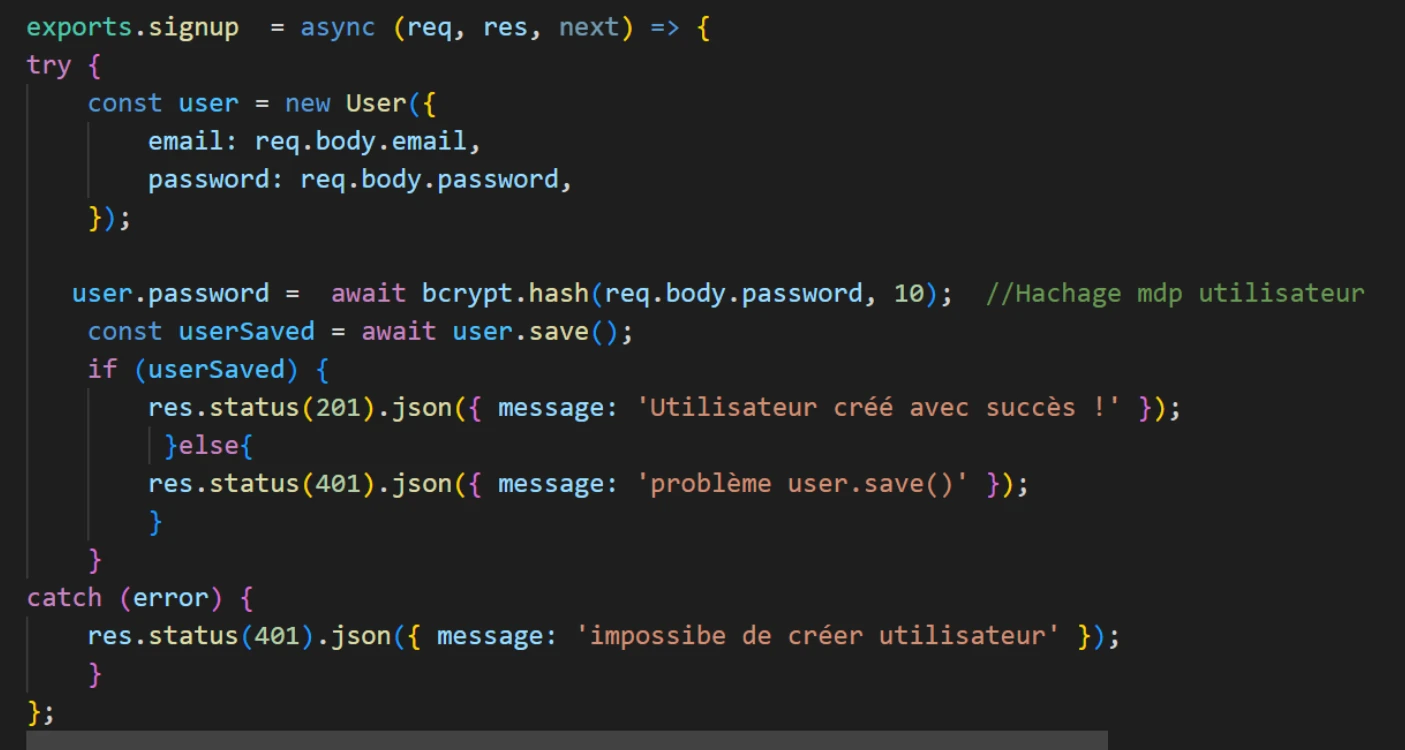 exports.signup  = async (req, res, next) => {
try {
    const user = new User({
        email: req.body.email,
        password: req.body.password,
    });

   user.password =  await bcrypt.hash(req.body.password, 10);  //Hachage mdp utilisateur
    const userSaved = await user.save();
    if (userSaved) {
        res.status(201).json({ message: 'Utilisateur créé avec succès !' });
         }else{
        res.status(401).json({ message: 'problème user.save()' });
        }
    }
catch (error) {
    res.status(401).json({ message: 'impossibe de créer utilisateur' });
    }
};